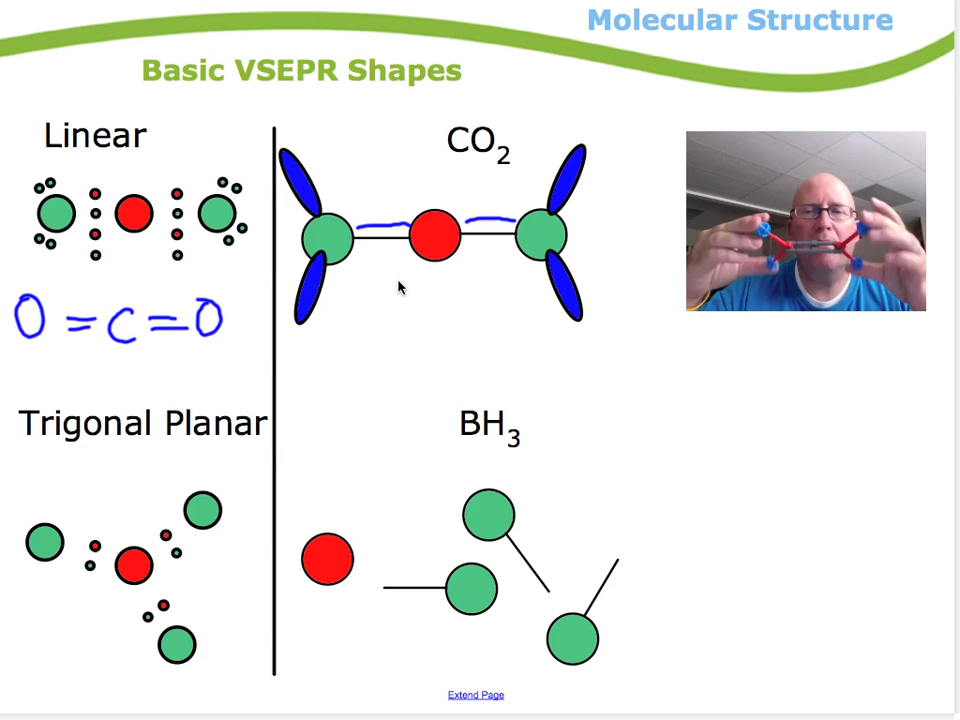 Molecular Structure
Basic VSEPR Shapes
Linear
CO₂
O = C = O
Trigonal Planar
BH₃
Extend Page